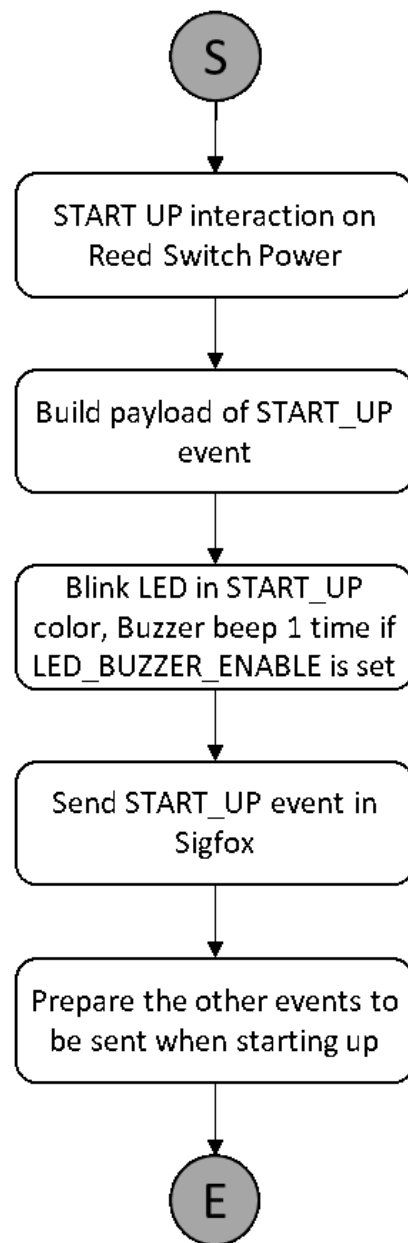 S
START UP interaction on
Reed Switch Power
Build payload of START_UP
event
Blink LED in START_UP
color, Buzzer beep 1 time if
LED_BUZZER_ENABLE is set
Send START_UP event in
Sigfox
Prepare the other events to
be sent when starting up
E